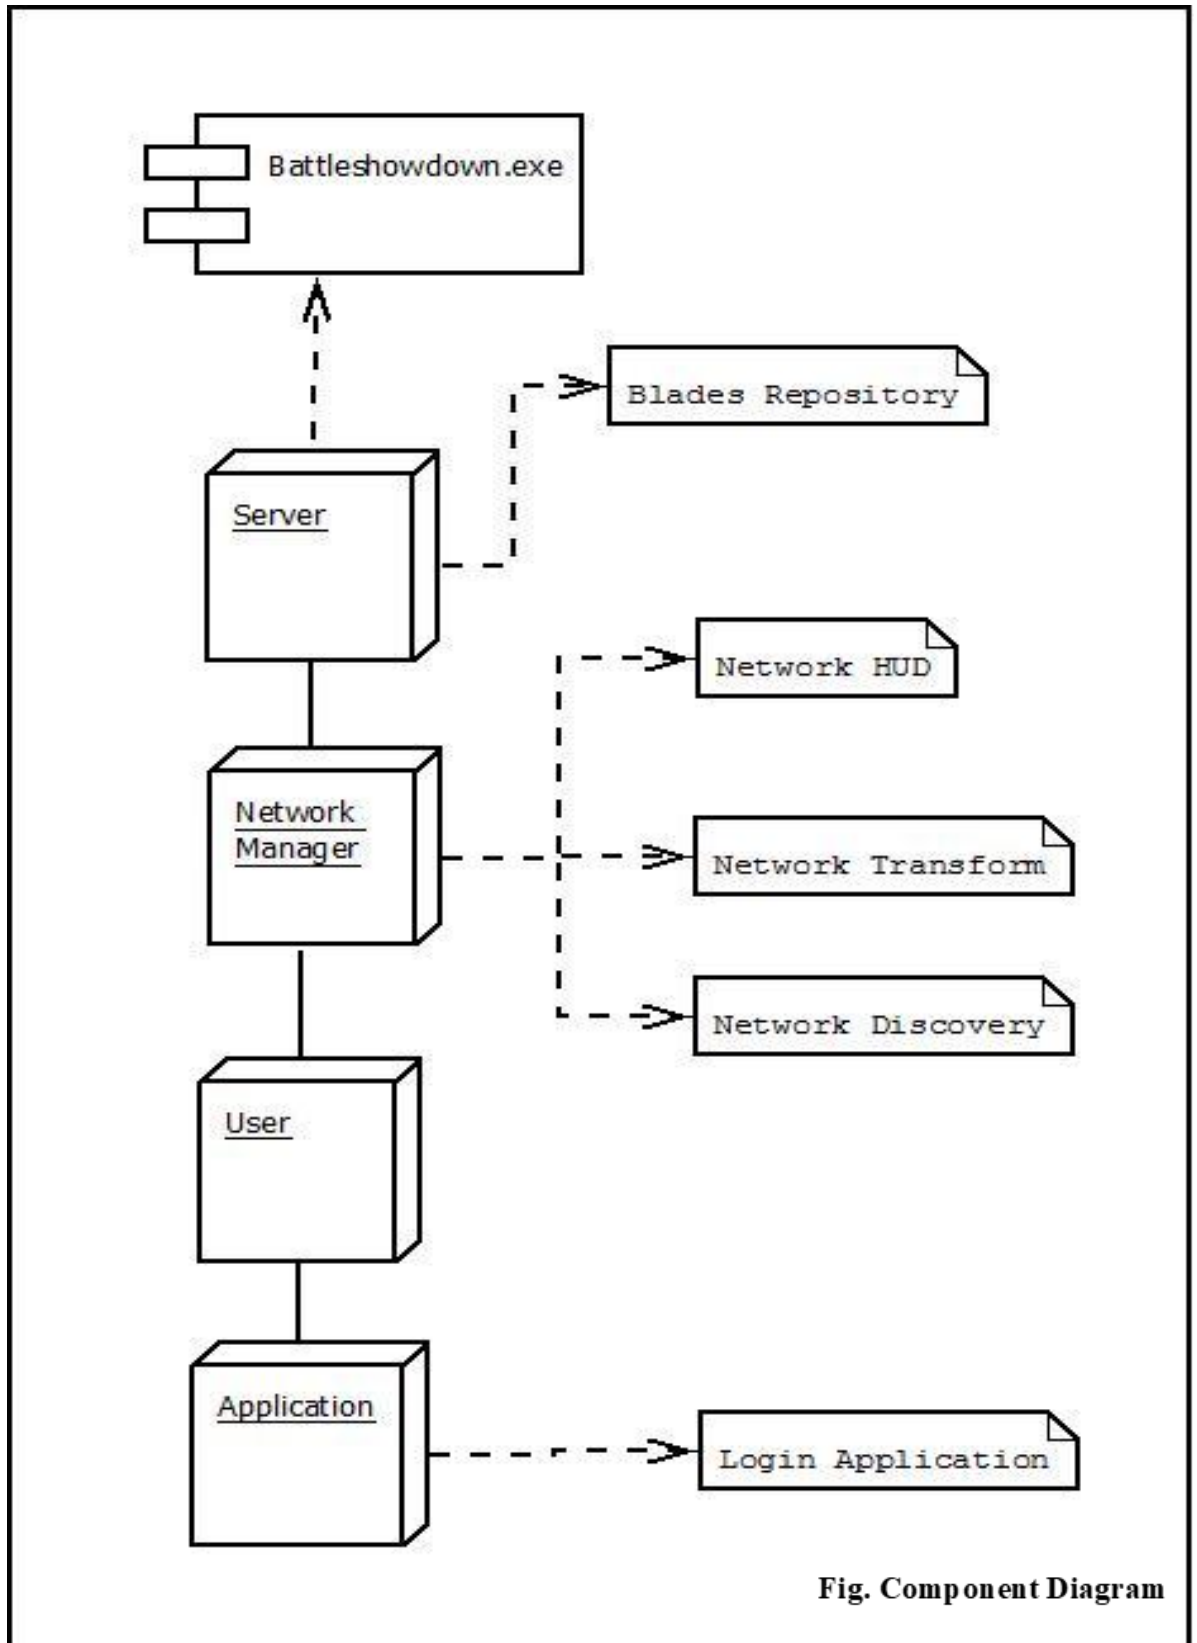 Battleshowdown.exe
Blades Repository
Server
Network HUD
Network
Manager
Network Transform
Network Discovery
User
Application
Login Application
Fig. Component Diagram